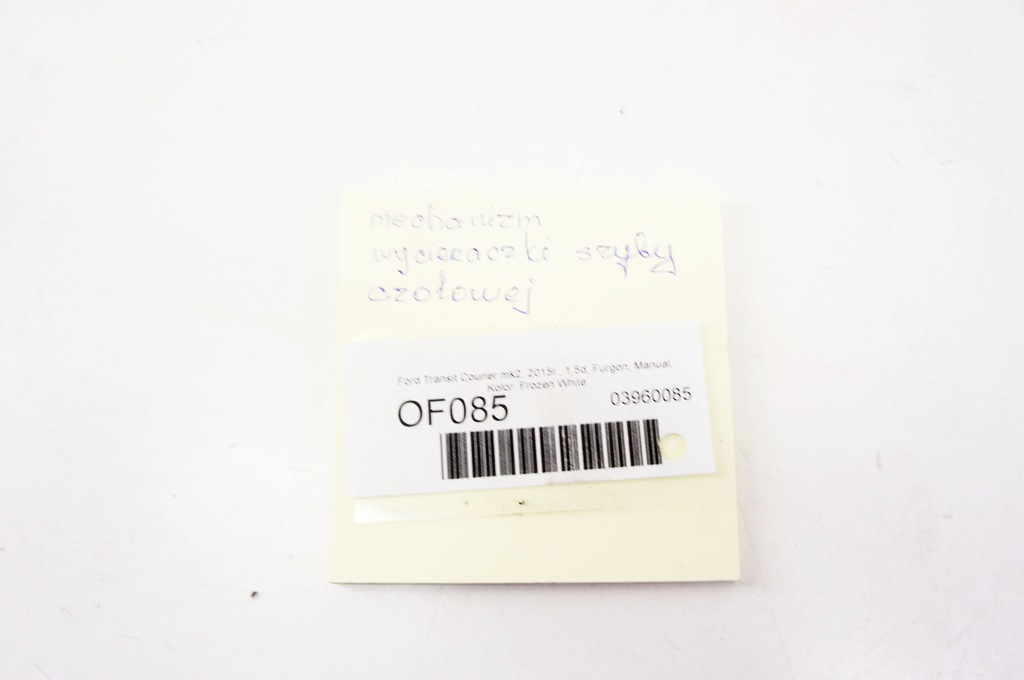 mechanizm
wycieraczki szyby
czołowej
Ford Transit Courier mk2, 2015r., 1.5d, Furgon, Manual,
Kolor: Frozen White
OF085 03960085